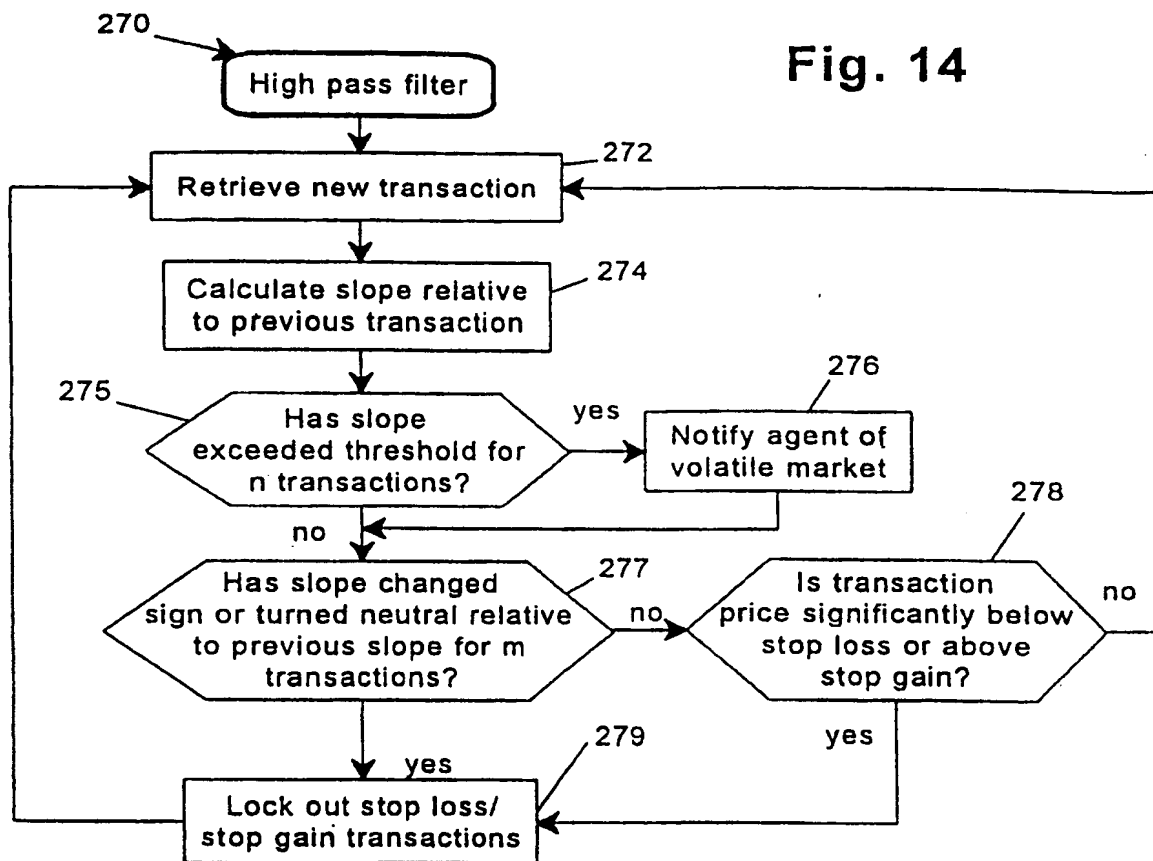 270
Fig. 14
High pass filter
272
Retrieve new transaction
274
Calculate slope relative
to previous transaction
275
276
Has slope
exceeded threshold for
n transactions?
yes
Notify agent of
volatile market
no
278
277
Has slope changed
sign or turned neutral relative
to previous slope for m
transactions?
no
Is transaction
price significantly below
stop loss or above
stop gain?
no
yes
yes
279
Lock out stop loss/
stop gain transactions